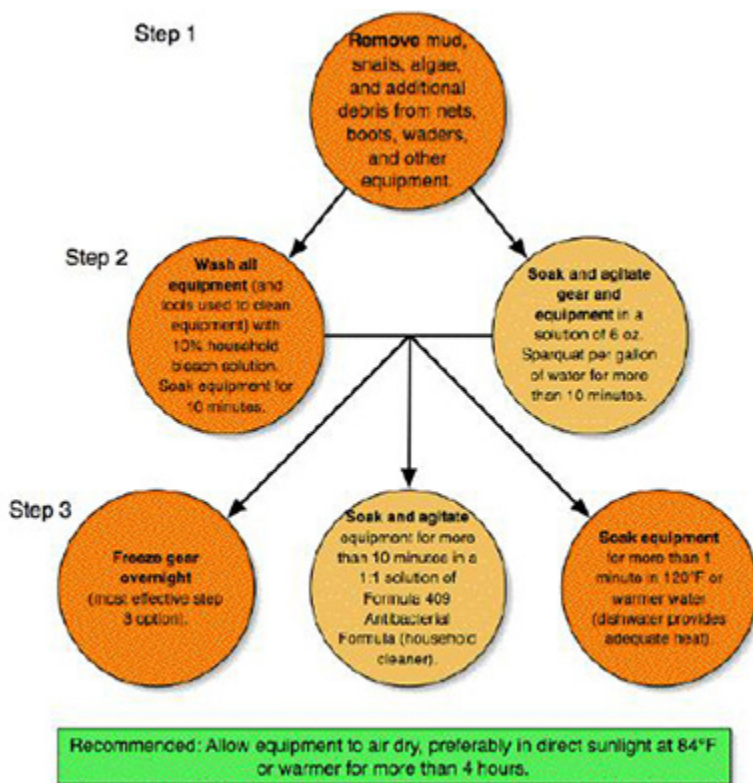 Step 1
Remove mud,
snails, algae,
and additional
debris from nets,
boots, waders,
and other
equipment.
Step 2
Wash all
equipment (and
tools used to clean
equipment) with
10% household
bleach solution.
Soak equipment for
10 minutes.
Soak and agitate
gear and
equipment in a
solution of 6 oz.
Sparquat per gallon
of water for more
than 10 minutes.
Step 3
Freeze gear
overnight
(most effective step
3 option).
Soak and agitate
equipment for more
than 10 minutes in a
1:1 solution of
Formula 409
Antibacterial
Formula (household
cleaner).
Soak equipment
for more than 1
minute in 120°F or
warmer water
(dishwater provides
adequate heat).
Recommended: Allow equipment to air dry, preferably in direct sunlight at 84°F
or warmer for more than 4 hours.